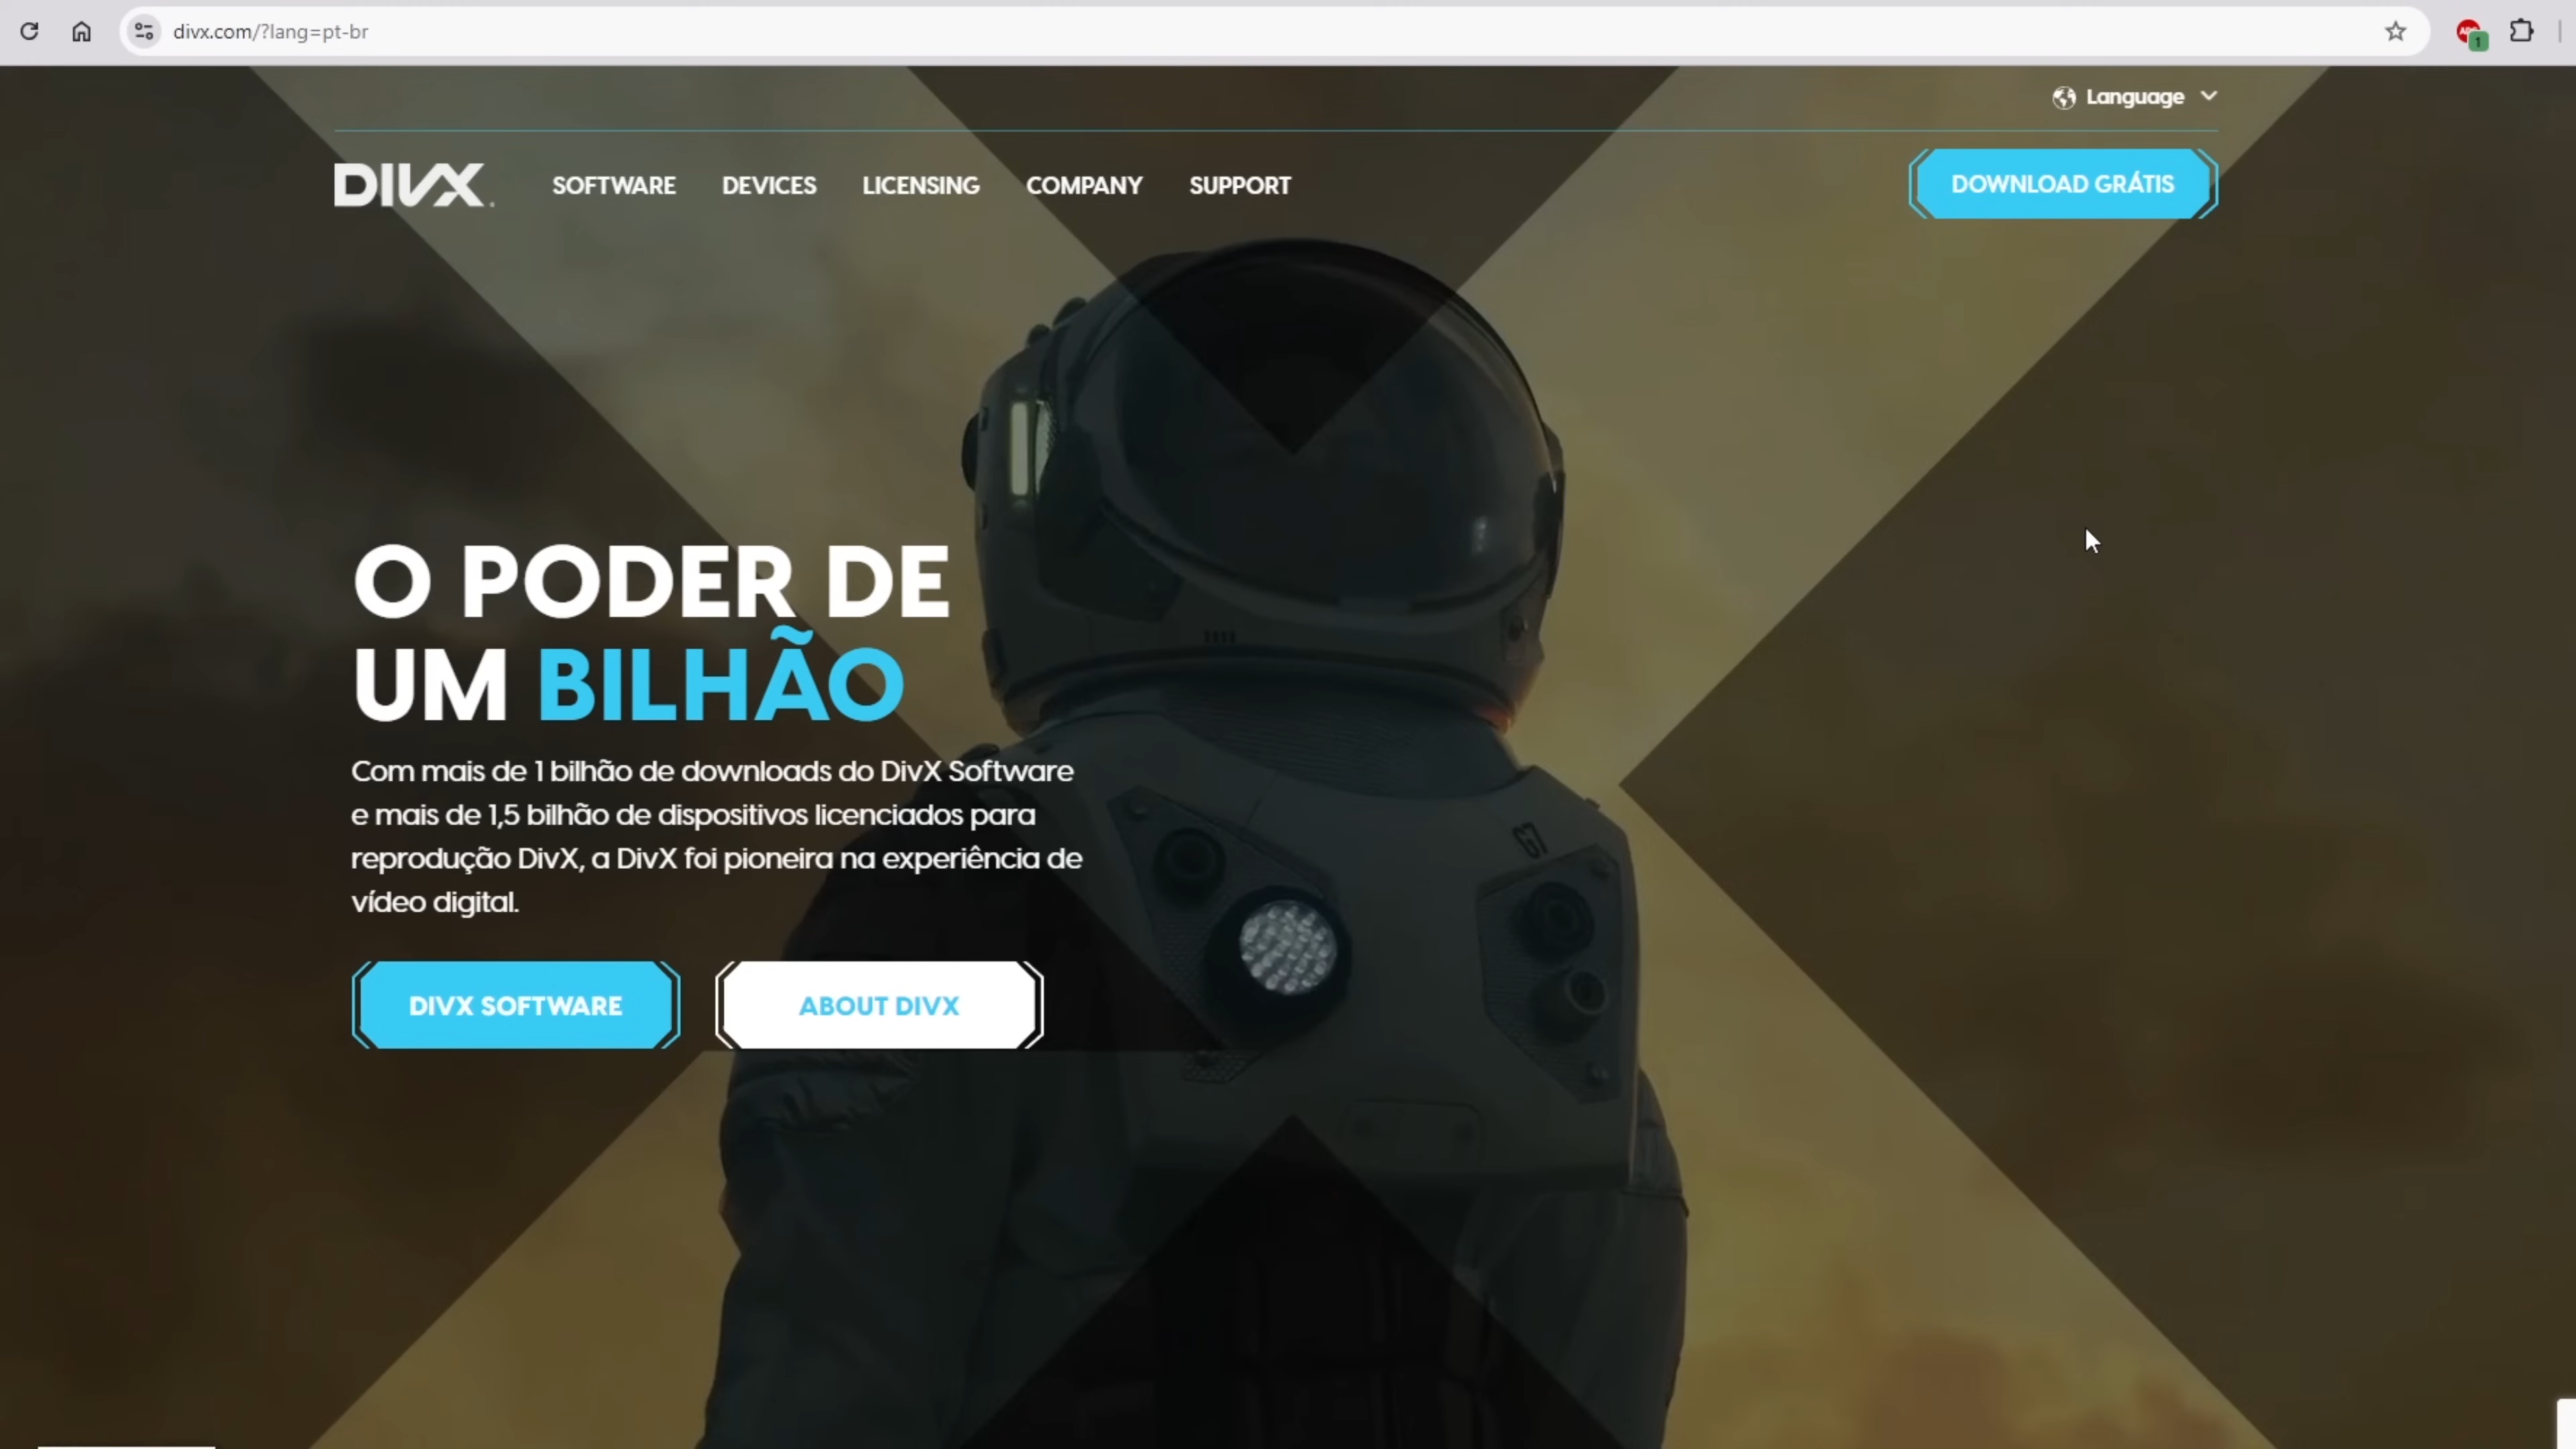 divx.com/?lang=pt-br
1
Language
DIVX.
SOFTWARE DEVICES LICENSING COMPANY SUPPORT
DOWNLOAD GRÁTIS
O PODER DE
UM BILHÃO
Com mais de 1 bilhão de downloads do DivX Software
e mais de 1,5 bilhão de dispositivos licenciados para
reprodução DivX, a DivX foi pioneira na experiência de
vídeo digital.
DIVX SOFTWARE
ABOUT DIVX